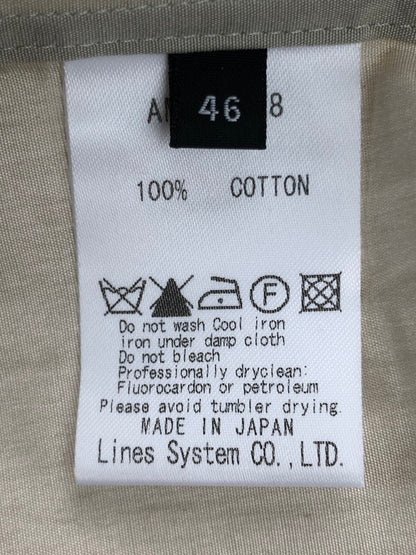 46
8
100% COTTON
F
Do not wash Cool iron
iron under damp cloth
Do not bleach
Professionally dryclean:
Fluorocardon or petroleum
Please avoid tumbler drying.
MADE IN JAPAN
Lines System CO.,LTD.